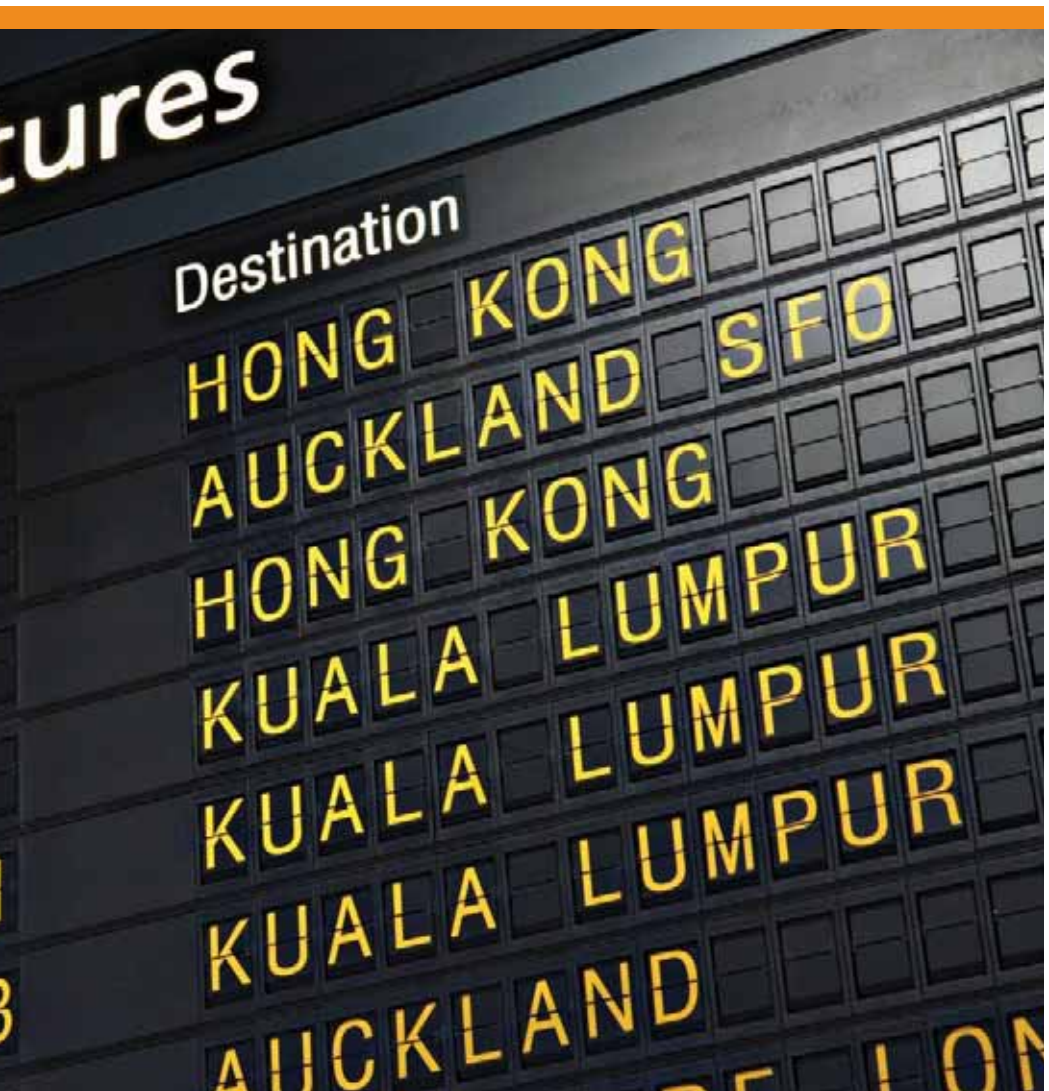 tures
Destination
HONG KONG
AUCKLAND SFO
HONG KONG
KUALA LUMPUR
KUALA LUMPUR
KUALA LUMPUR
AUCKLAND